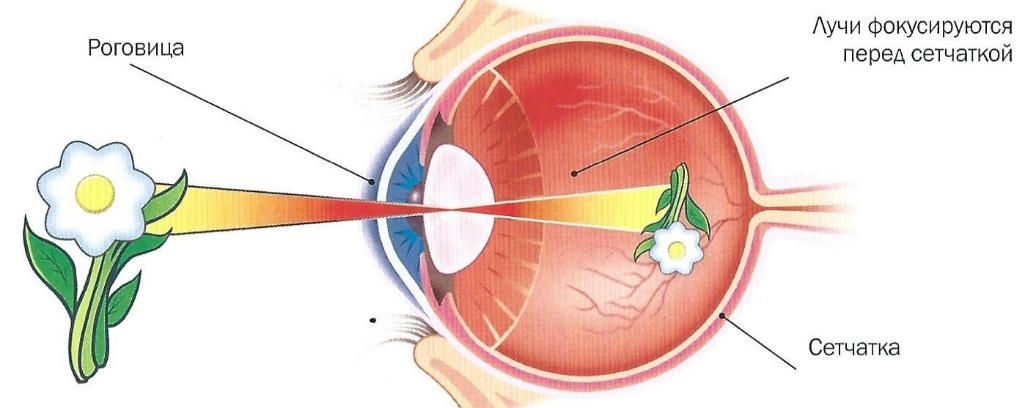 Роговица
Лучи фокусируются
перед сетчаткой
Сетчатка